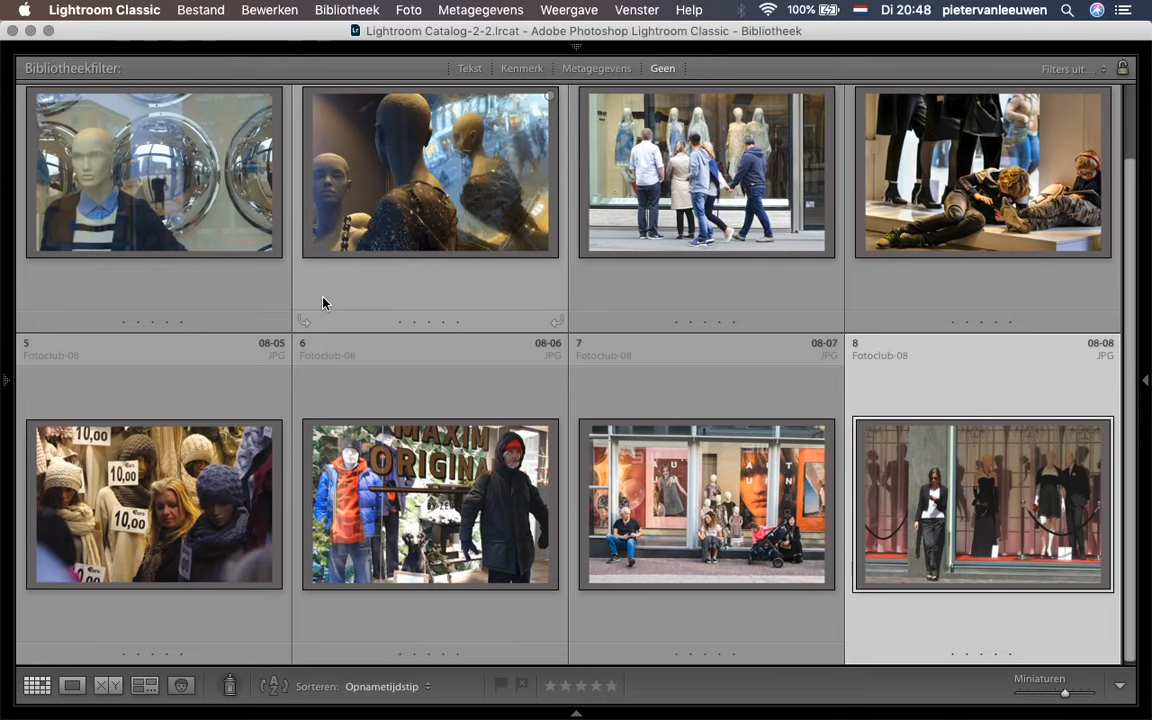 Lightroom Classic Bestand Bewerken Bibliotheek Foto Metagegevens Weergave Venster Help 100% Di 20:48 pietervanleeuwen
Lightroom Catalog-2-2.lrcat - Adobe Photoshop Lightroom Classic - Bibliotheek
Bibliotheekfilter: Tekst Kenmerk Metagegevens Geen Filters uit...
5 08-05 6 08-06 7 08-07 8 08-08
Fotoclub-08 JPG Fotoclub-08 JPG Fotoclub-08 JPG Fotoclub-08 JPG
10,00
10,00
10,00
MAXIM
ORIGINA
Sorteren: Opnametijdstip
Miniaturen